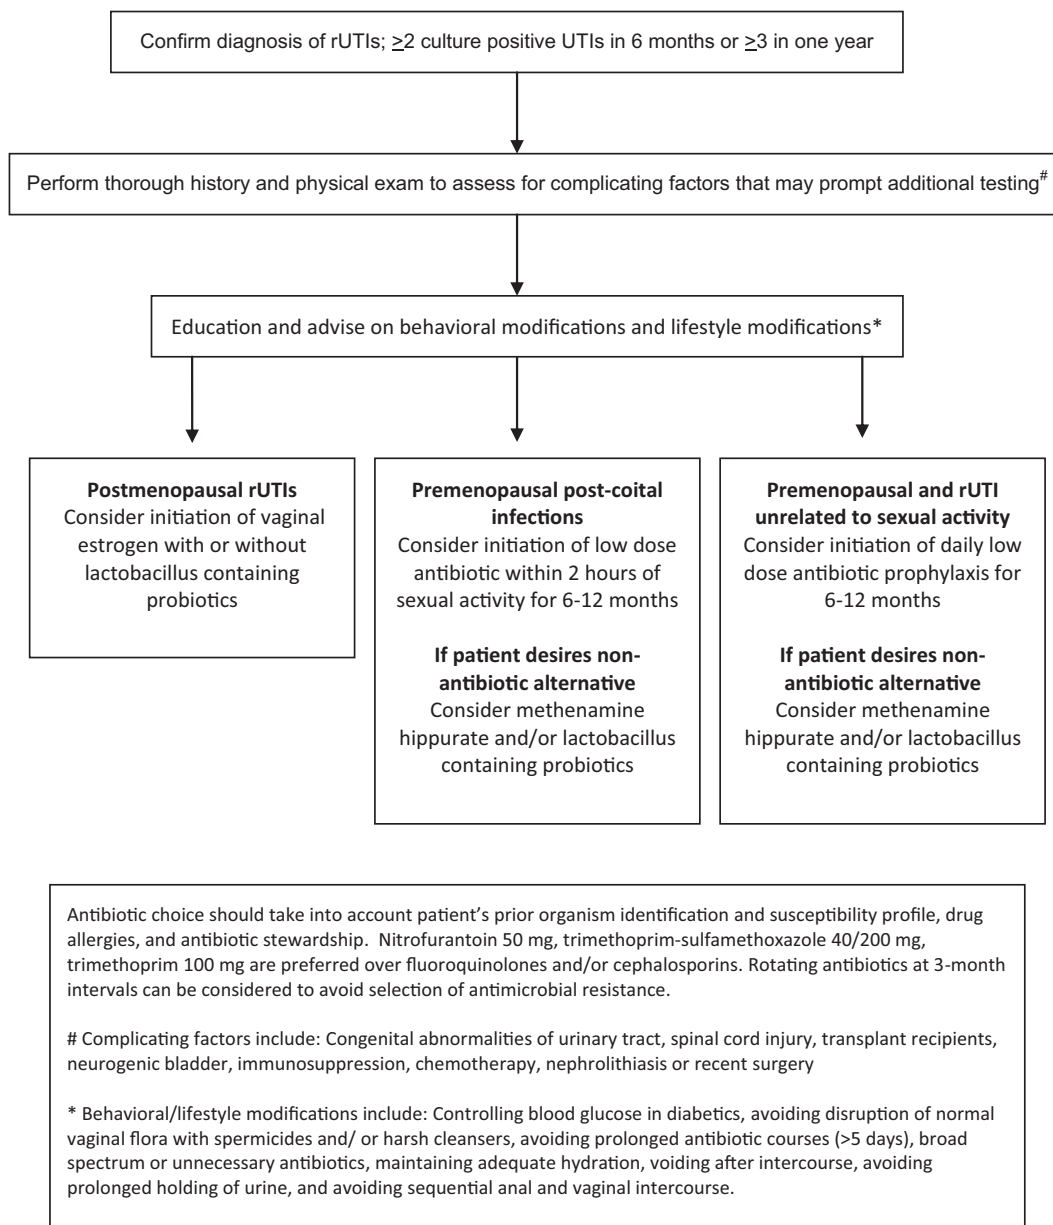 Confirm diagnosis of rUTIs; ≥2 culture positive UTIs in 6 months or ≥3 in one year
Perform thorough history and physical exam to assess for complicating factors that may prompt additional testing#
Education and advise on behavioral modifications and lifestyle modifications*
Postmenopausal rUTIs
Consider initiation of vaginal
estrogen with or without
lactobacillus containing
probiotics
Premenopausal post-coital
infections
Consider initiation of low dose
antibiotic within 2 hours of
sexual activity for 6-12 months
If patient desires non-
antibiotic alternative
Consider methenamine
hippurate and/or lactobacillus
containing probiotics
Premenopausal and rUTI
unrelated to sexual activity
Consider initiation of daily low
dose antibiotic prophylaxis for
6-12 months
If patient desires non-
antibiotic alternative
Consider methenamine
hippurate and/or lactobacillus
containing probiotics
Antibiotic choice should take into account patient's prior organism identification and susceptibility profile, drug
allergies, and antibiotic stewardship. Nitrofurantoin 50 mg, trimethoprim-sulfamethoxazole 40/200 mg,
trimethoprim 100 mg are preferred over fluoroquinolones and/or cephalosporins. Rotating antibiotics at 3-month
intervals can be considered to avoid selection of antimicrobial resistance.
# Complicating factors include: Congenital abnormalities of urinary tract, spinal cord injury, transplant recipients,
neurogenic bladder, immunosuppression, chemotherapy, nephrolithiasis or recent surgery
* Behavioral/lifestyle modifications include: Controlling blood glucose in diabetics, avoiding disruption of normal
vaginal flora with spermicides and/ or harsh cleansers, avoiding prolonged antibiotic courses (>5 days), broad
spectrum or unnecessary antibiotics, maintaining adequate hydration, voiding after intercourse, avoiding
prolonged holding of urine, and avoiding sequential anal and vaginal intercourse.